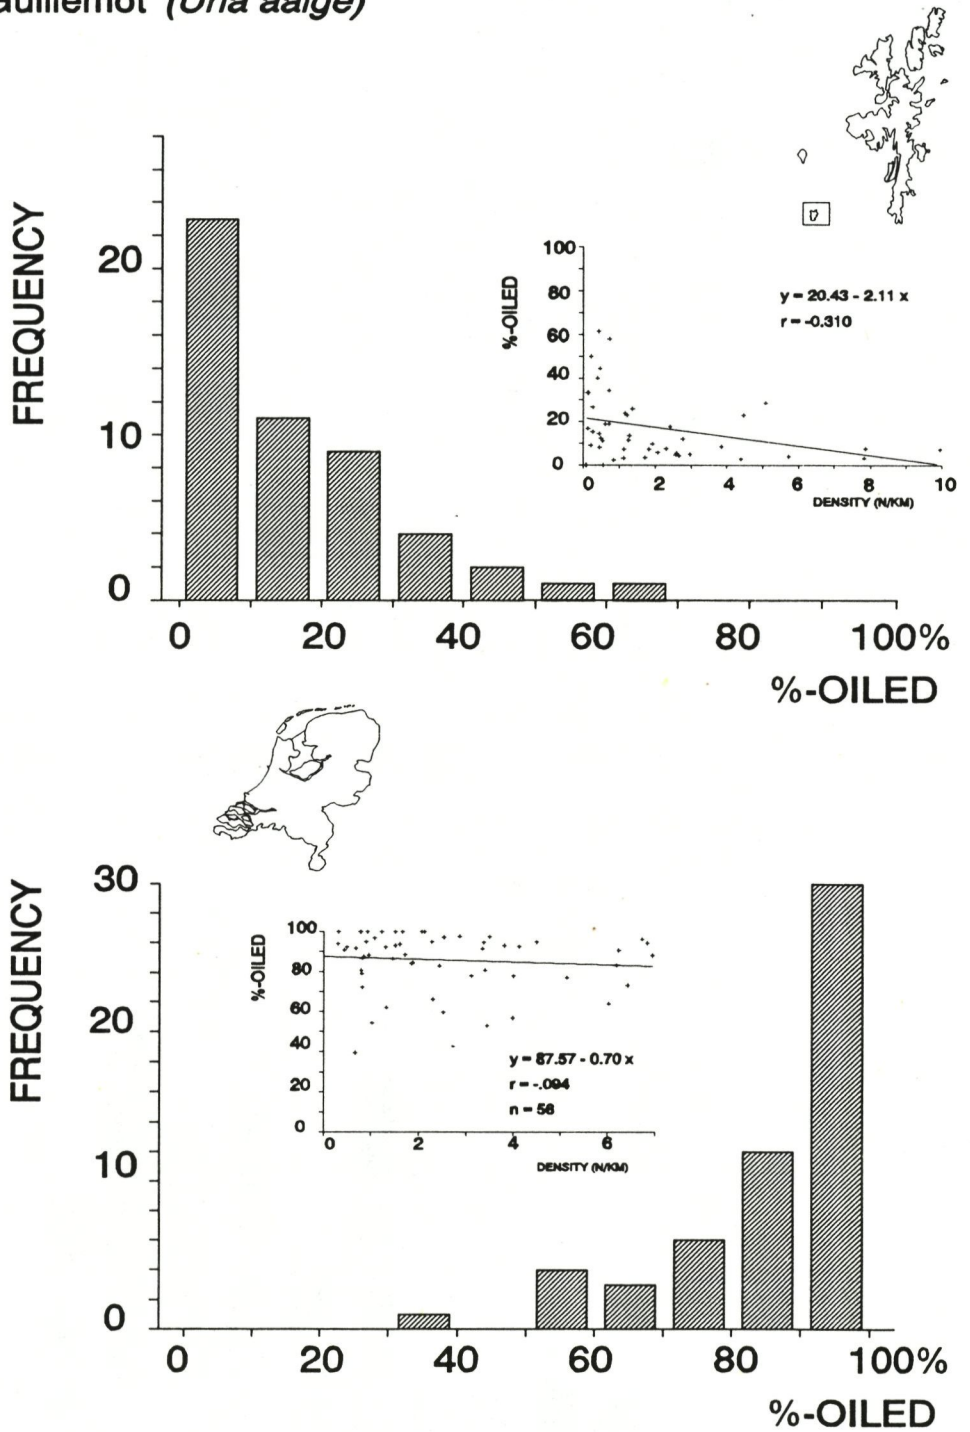 (Uria aalge)
FREQUENCY
20
10
0
0 20 40 60 80 100%
%-OILED
%-OILED
100
80
60
40
20
0
0 2 4 6 8 10
DENSITY (N/KM)
y = 20.43 - 2.11 x
r = -0.310
FREQUENCY
30
20
10
0
0 20 40 60 80 100%
%-OILED
%-OILED
100
80
60
40
20
0
0 2 4 6
DENSITY (N/KM)
y = 87.57 - 0.70 x
r = -.094
n = 56